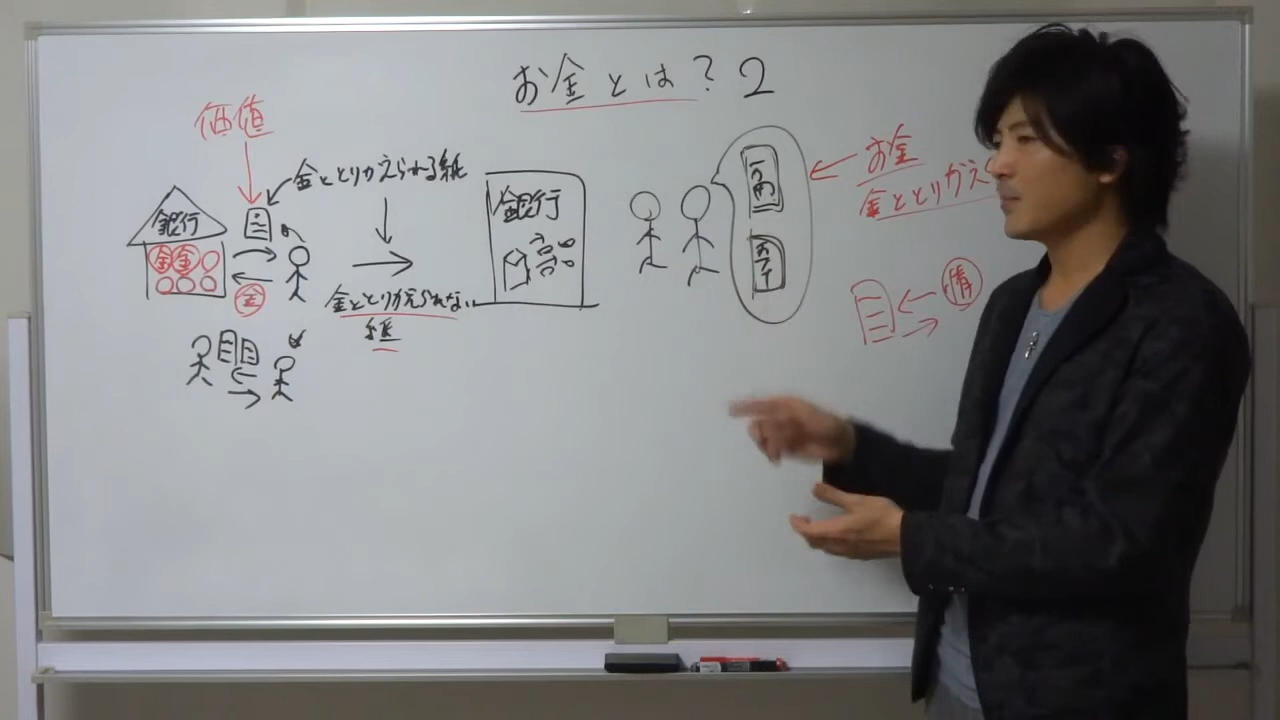 お金とは？2
価値
金ととりかえられる紙
銀行
金金
金
金ととりかえられない
紙
銀行
お金
金ととりかえ